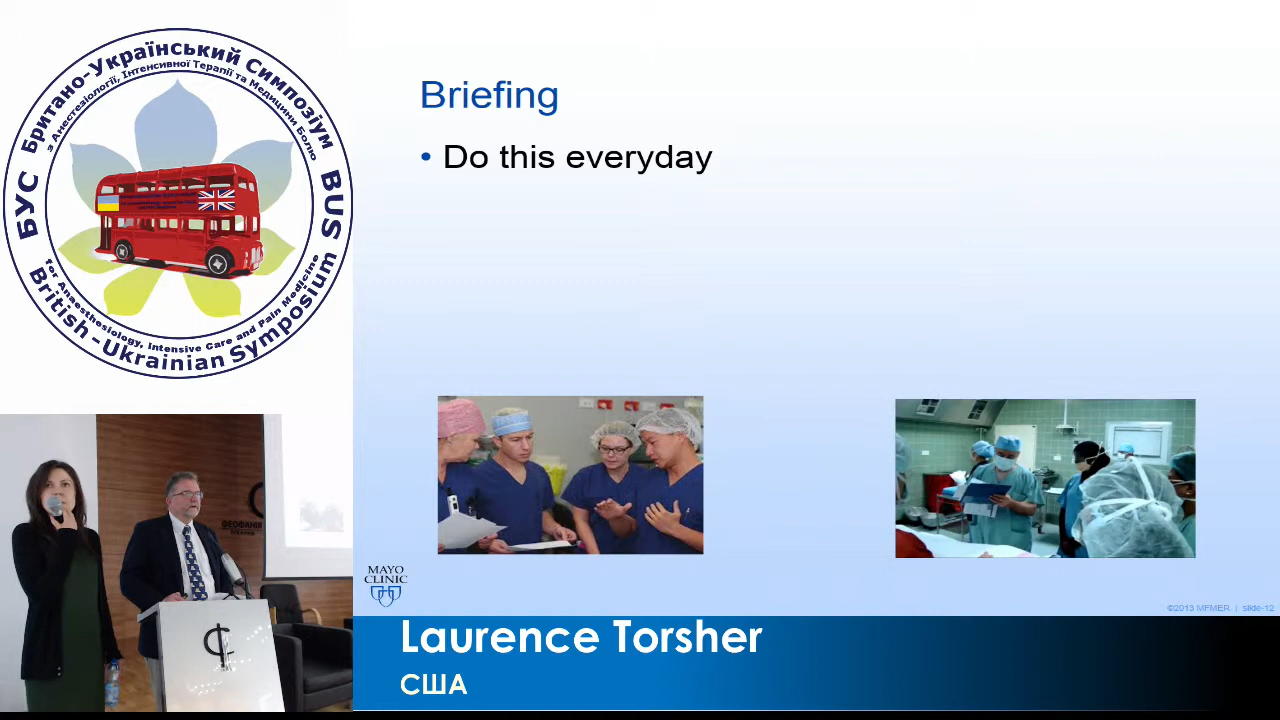 Британо-Український Симпозіум
з Анестезіології, Інтенсивної Терапії та Медицини Болю
БУС
BUS
for Anaesthesiology, Intensive Care and Pain Medicine
British-Ukrainian Symposium
Briefing
• Do this everyday
ФЕОФАНІЯ
MAYO
CLINIC
©2013 MFMER | slide-12
Laurence Torsher
США